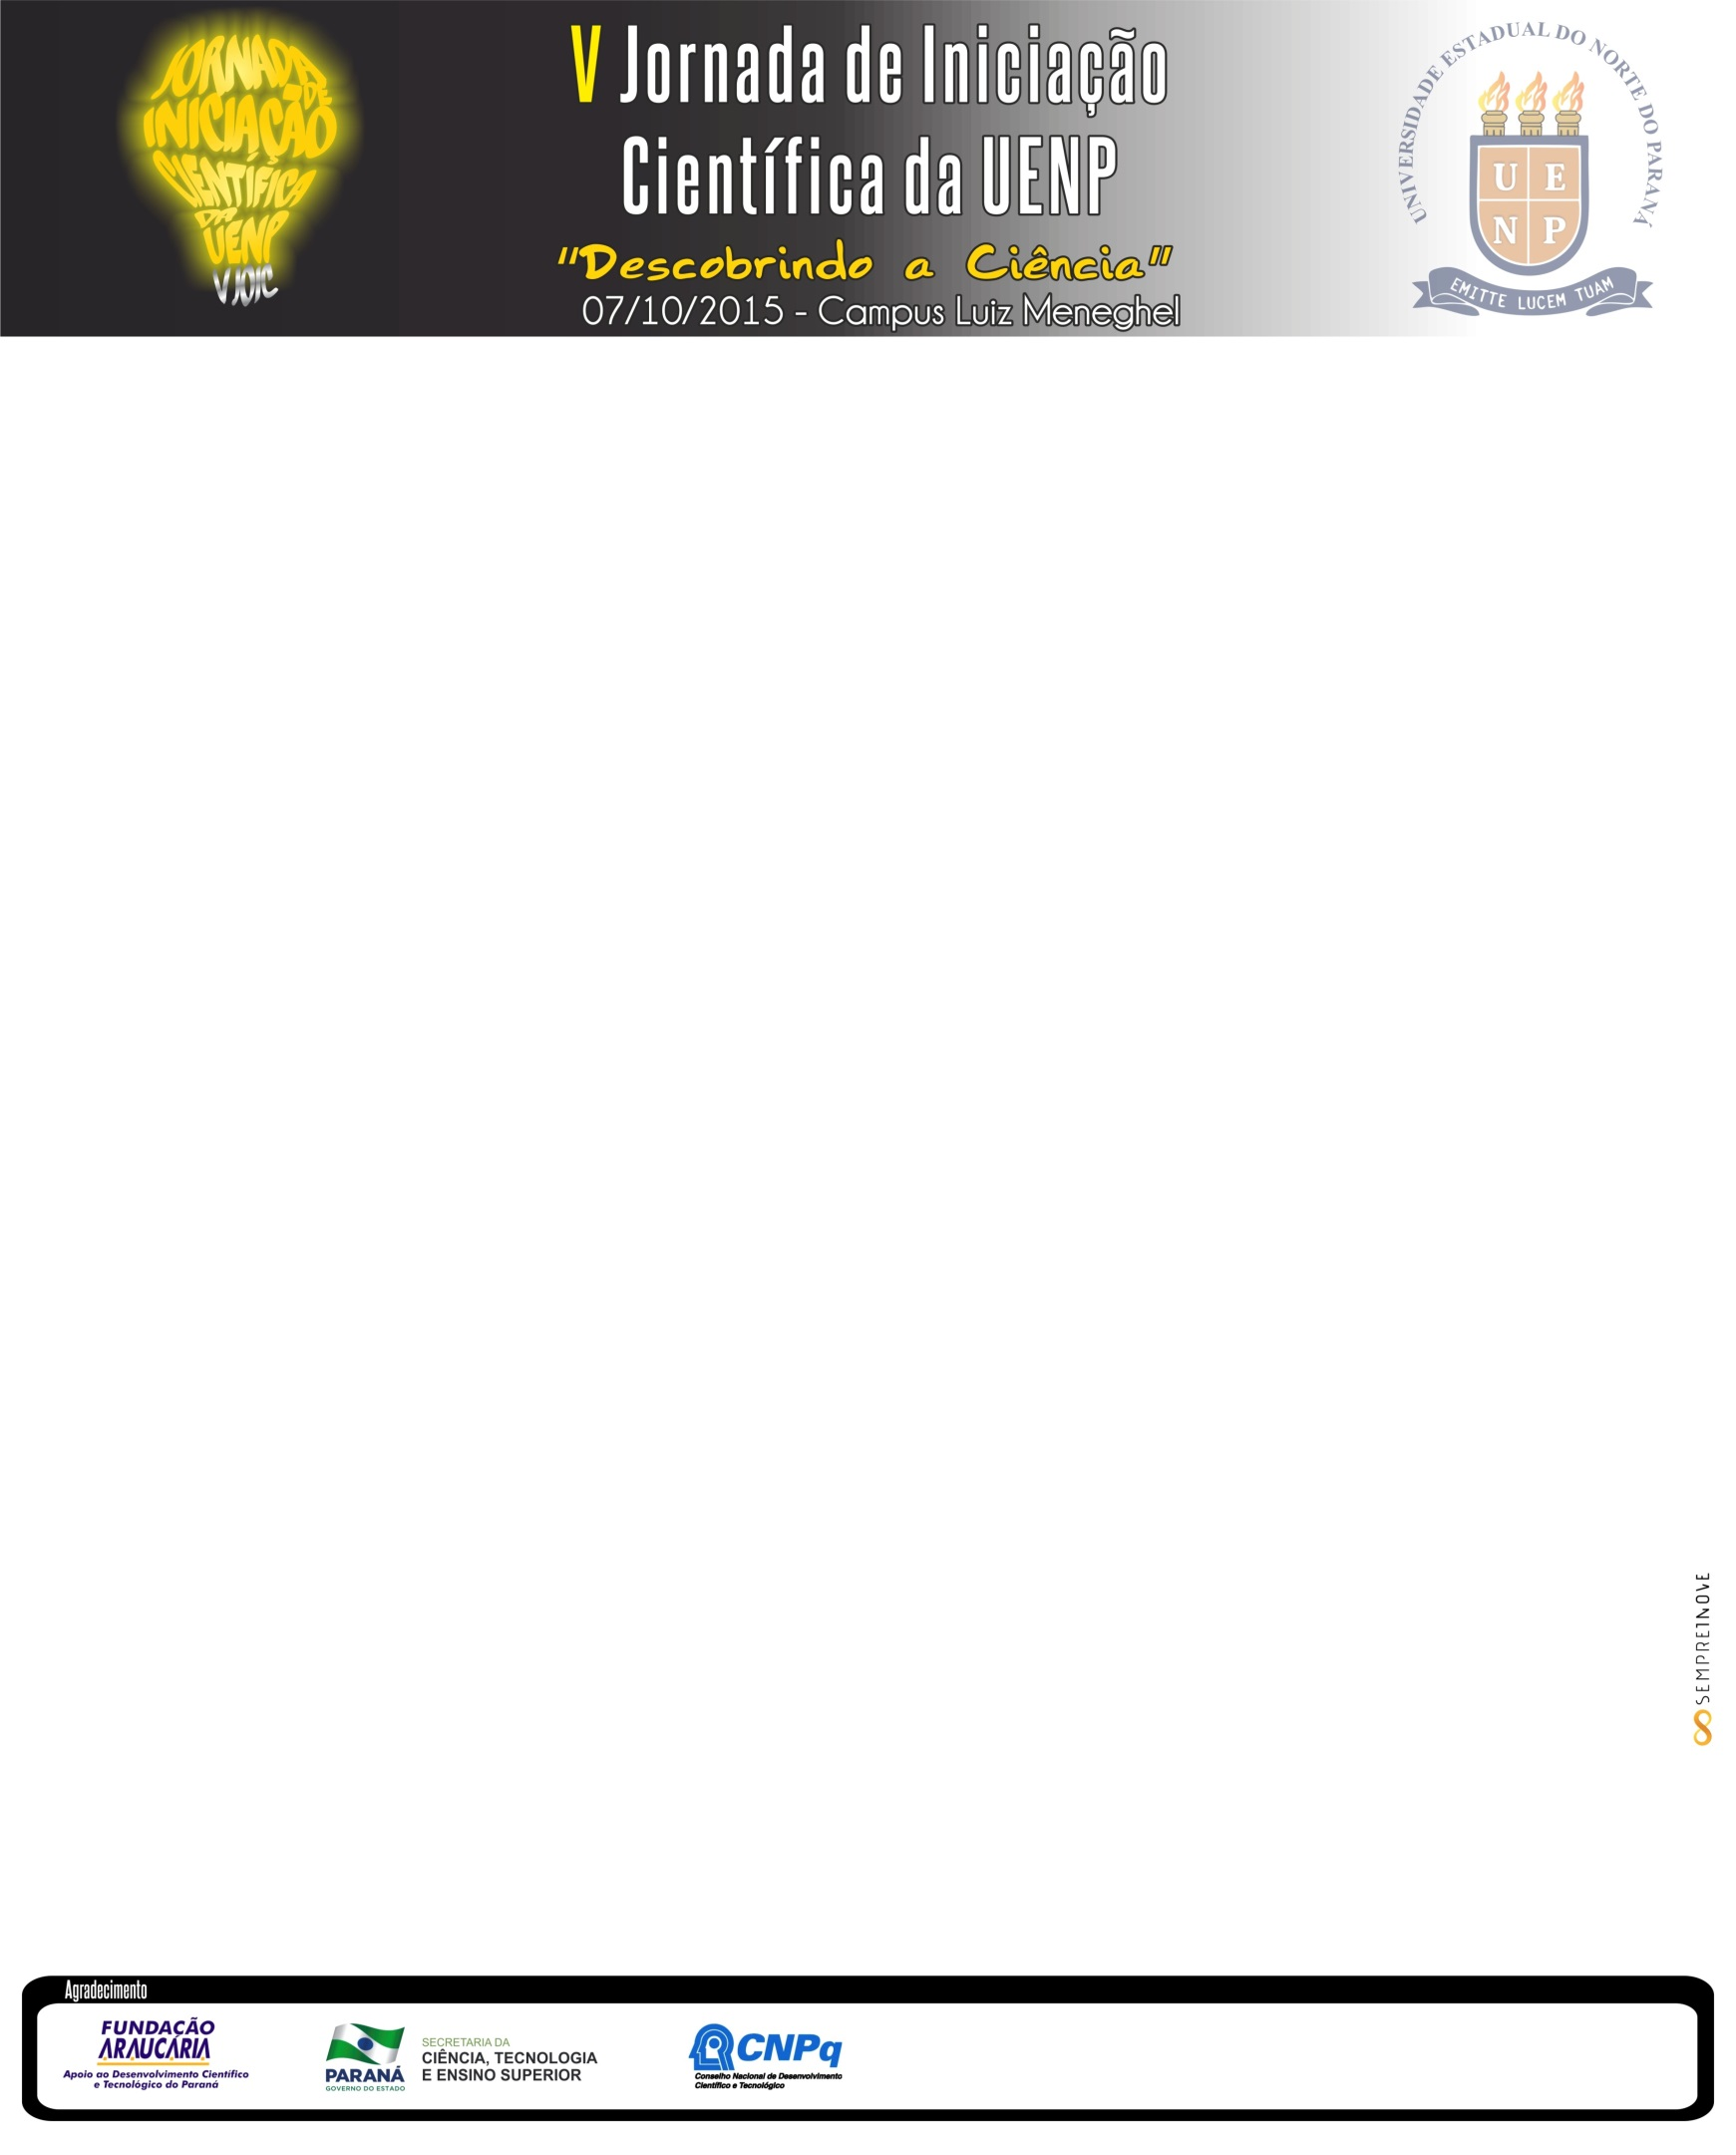 JORNADA
DE
INICIAÇÃO
CIENTÍFICA
DA
UENP
V JOIC
V Jornada de Iniciação
Científica da UENP
"Descobrindo a Ciência"
07/10/2015 - Campus Luiz Meneghel
UNIVERSIDADE ESTADUAL DO NORTE DO PARANÁ
U E
N P
EMITTE LUCEM TUAM
SEMPREINOVE
Agradecimento
FUNDAÇÃO
ARAUCÁRIA
Apoio ao Desenvolvimento Científico
e Tecnológico do Paraná
PARANÁ
GOVERNO DO ESTADO
SECRETARIA DA
CIÊNCIA, TECNOLOGIA
E ENSINO SUPERIOR
CNPq
Conselho Nacional de Desenvolvimento
Científico e Tecnológico